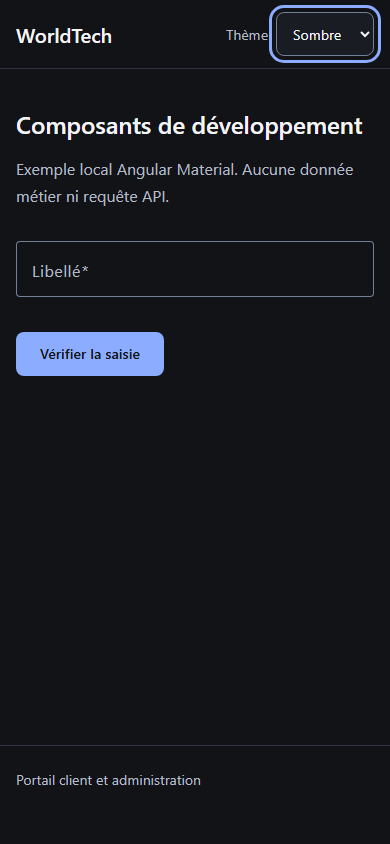 WorldTech
Thème
Sombre
Composants de développement
Exemple local Angular Material. Aucune donnée
métier ni requête API.
Libellé*
Vérifier la saisie
Portail client et administration